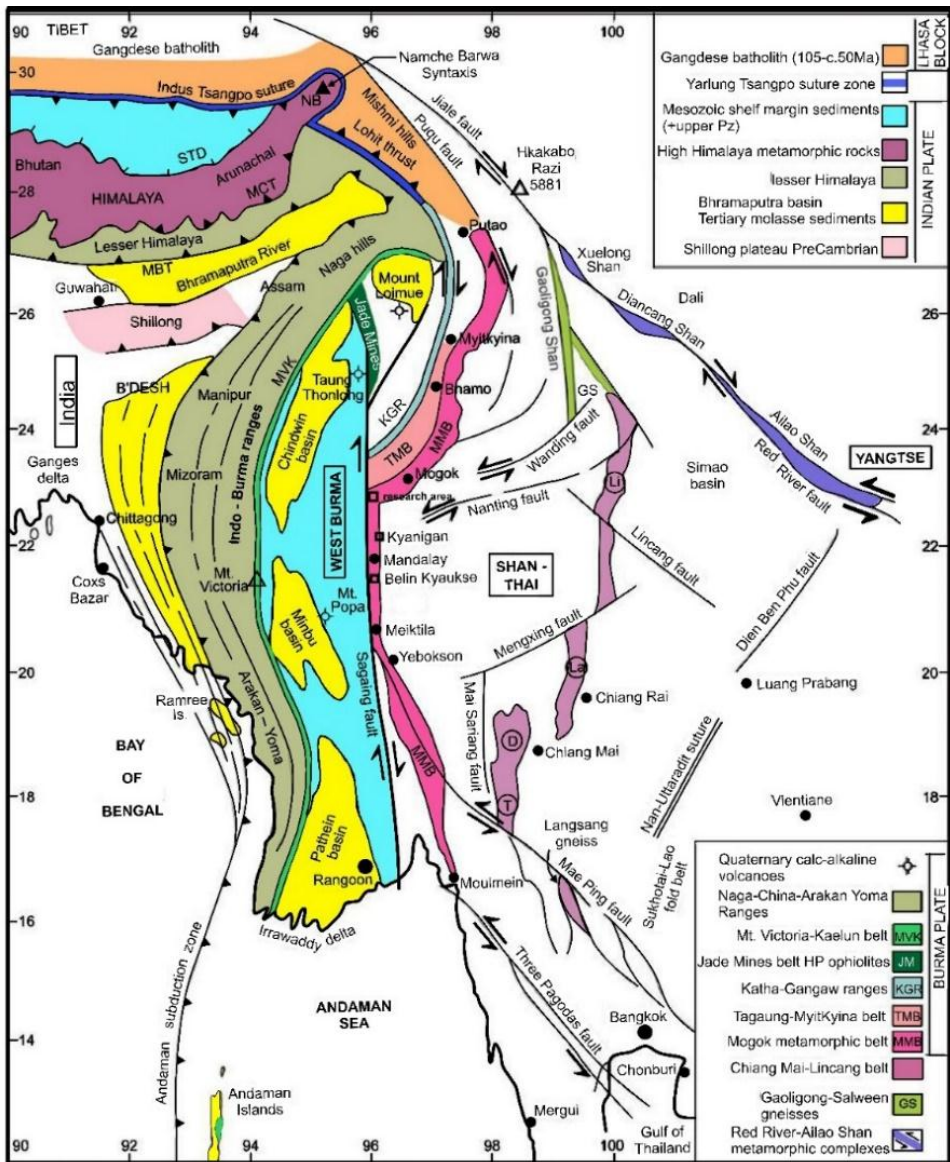 90
TiBET
92
94
96
98
100
Gangdese batholith
30
Indus Tsangpo suture
NB
Namche Barwa
Syntaxis
Mishmi hills
Lohit thrust
Jiale fault
Puqu fault
Hkakabo
Razi
5881
STD
Bhutan
Arunachal
HIMALAYA
MCT
28
Lesser Himalaya
MBT
Bhramaputra River
Putao
Guwahati
Assam
Naga hills
Mount
Loimue
26
Shillong
Jade Mines
Myitkyina
Gaoligong Shan
Xuelong
Shan
Diancang Shan
Dali
B'DESH
India
Manipur
MVK
Taung
Thonlong
KGR
Bhamo
GS
24
Ganges
delta
Mizoram
Indo - Burma ranges
Chindwin
basin
TMB
MMB
Mogok
Wanding fault
Nanting fault
Li
Simao
basin
Ailao Shan
Red River fault
YANGTSE
research area
Chittagong
22
Coxs
Bazar
Mt.
Victoria
WEST BURMA
Kyanigan
Mandalay
Belin Kyaukse
Mt. Popa
SHAN -
THAI
Lincang fault
Dien Ben Phu fault
Minbu
basin
Meiktila
Yebokson
Mengxing fault
20
La
Chiang Rai
Luang Prabang
Ramree
is.
Arakan – Yoma
Sagaing fault
Mai Sariang fault
BAY
OF
BENGAL
18
MMB
D
Chiang Mai
T
Nan-Uttaradit suture
Vientiane
Pathein
basin
Rangoon
Langsang
gneiss
Moulmein
Mae Ping fault
Sukhotai-Lao
fold belt
16
Irrawaddy delta
Andaman subduction zone
ANDAMAN
SEA
Three Pagodas fault
14
Bangkok
Chonburi
Andaman
Islands
Mergui
Gulf of
Thailand
90
92
94
96
98
100
Gangdese batholith (105-c.50Ma)
Yarlung Tsangpo suture zone
LHASA
BLOCK
Mesozoic shelf margin sediments
(+upper Pz)
High Himalaya metamorphic rocks
lesser Himalaya
Bhramaputra basin
Tertiary molasse sediments
Shillong plateau PreCambrian
INDIAN PLATE
Quaternary calc-alkaline
volcanoes
Naga-China-Arakan Yoma
Ranges
Mt. Victoria-Kaelun belt
MVK
Jade Mines belt HP ophiolites
JM
Katha-Gangaw ranges
KGR
Tagaung-MyitKyina belt
TMB
Mogok metamorphic belt
MMB
BURMA PLATE
Chiang Mai-Lincang belt
Gaoligong-Salween
gneisses
GS
Red River-Ailao Shan
metamorphic complexes